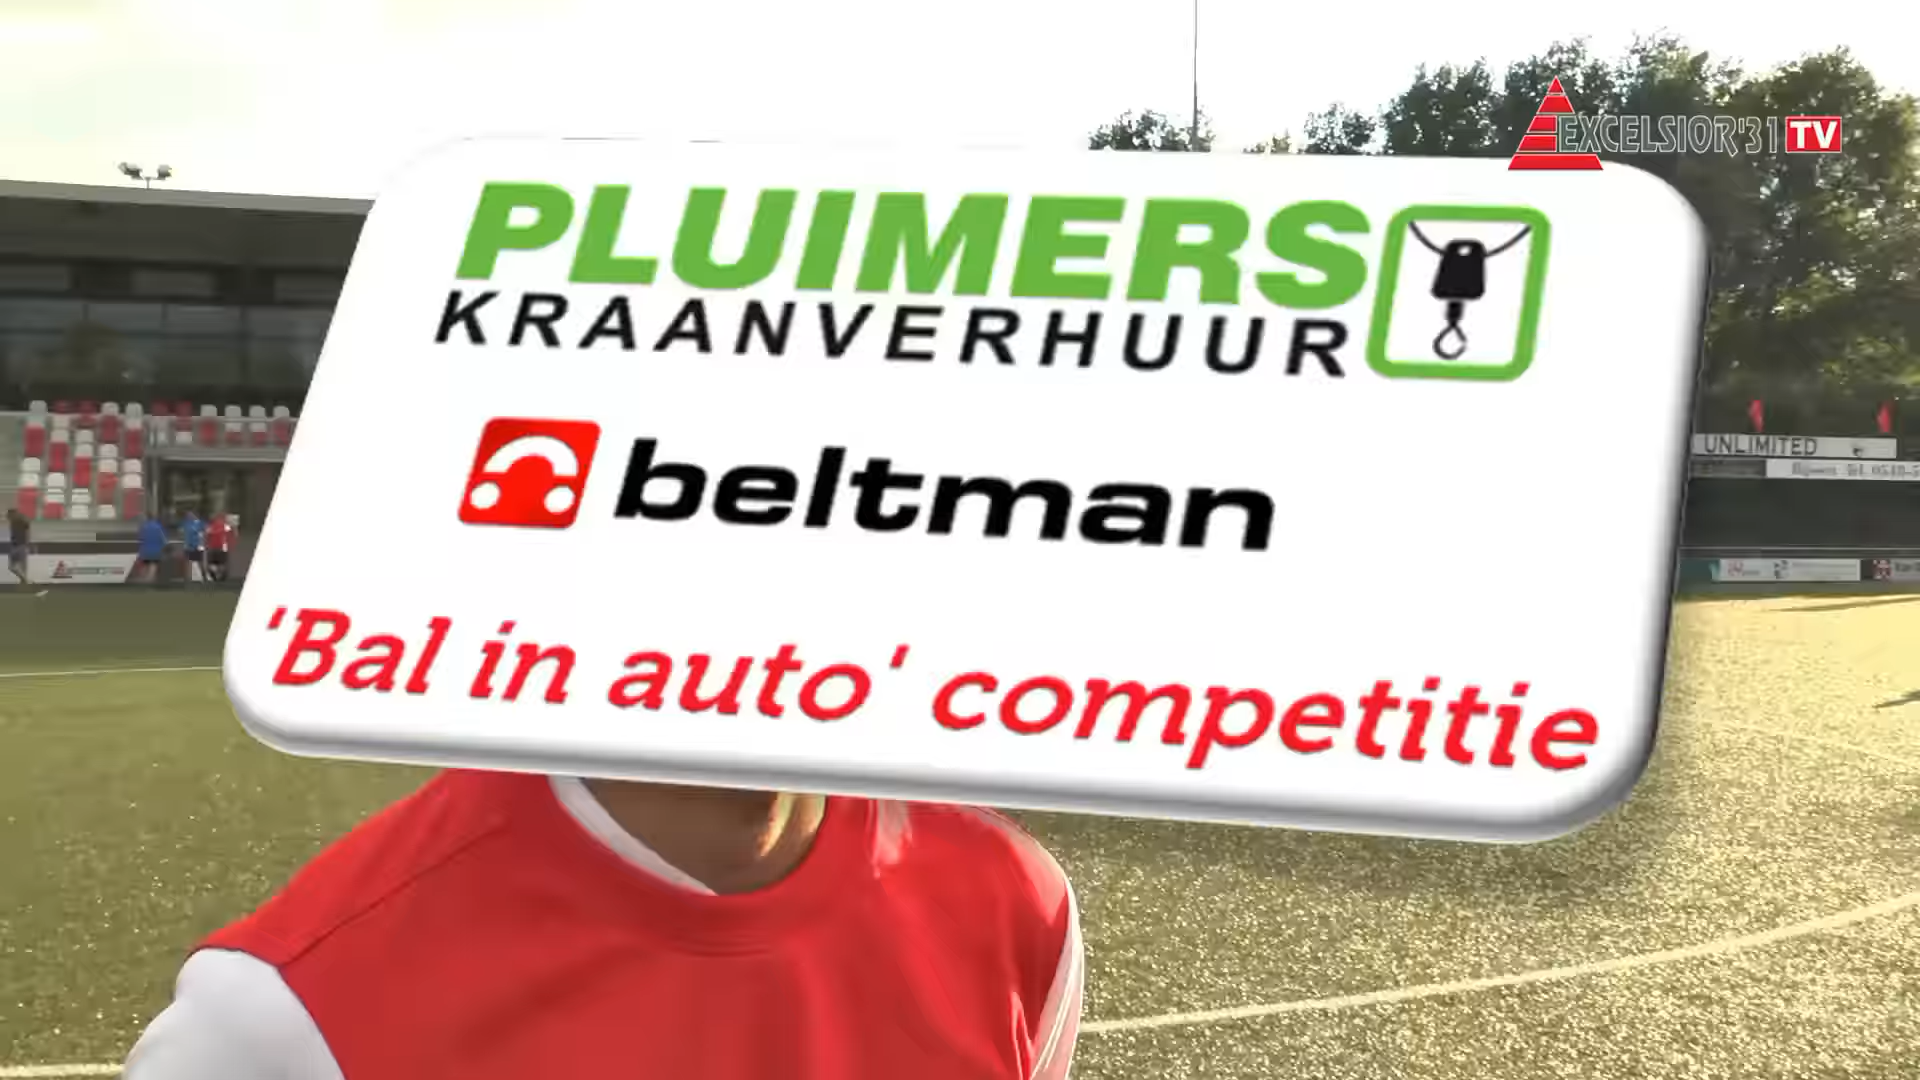 EXCELSIOR'31 TV
PLUIMERS
KRAANVERHUUR
beltman
'Bal in auto' competitie
UNLIMITED